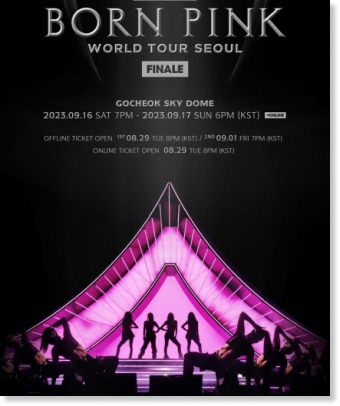 BORN PINK
WORLD TOUR SEOUL
FINALE
GOCHEOK SKY DOME
2023.09.16 SAT 7PM - 2023.09.17 SUN 6PM (KST) +ONLINE
OFFLINE TICKET OPEN 1ST 08.29 TUE 8PM (KST) / 2ND 09.01 FRI 7PM (KST)
ONLINE TICKET OPEN 08.29 TUE 8PM (KST)